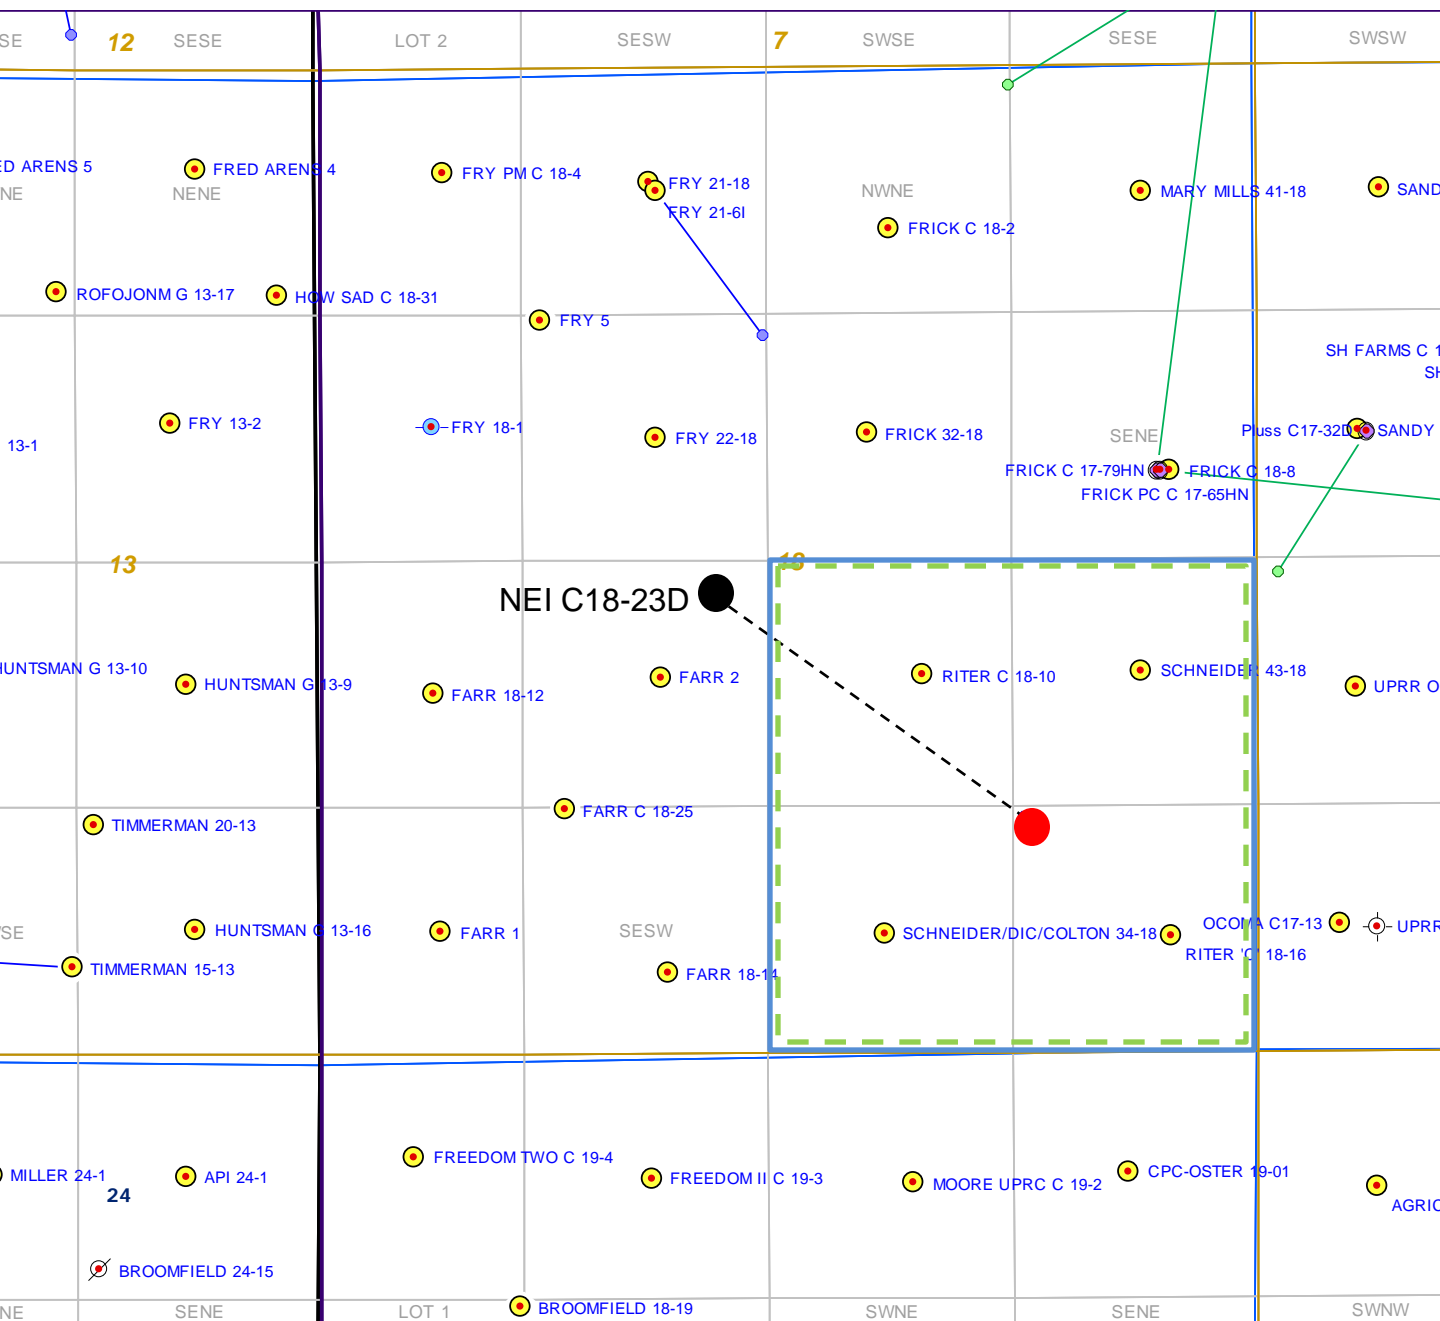 SE
12
SESE
LOT 2
SESW
7
SWSE
SESE
SWSW
ED ARENS 5
FRED ARENS 4
FRY PM C 18-4
FRY 21-18
FRY 21-6I
NE
NENE
NWNE
MARY MILLS 41-18
SAND
FRICK C 18-2
ROFOJONM G 13-17
HOW SAD C 18-31
FRY 5
SH FARMS C 1
SH
13-1
FRY 13-2
FRY 18-1
FRY 22-18
FRICK 32-18
SENE
Pluss C17-32D
SANDY
FRICK C 17-79HN
FRICK C 18-8
FRICK PC C 17-65HN
13
18
NEI C18-23D
HUNTSMAN G 13-10
HUNTSMAN G 13-9
FARR 18-12
FARR 2
RITER C 18-10
SCHNEIDER 43-18
UPRR O
TIMMERMAN 20-13
FARR C 18-25
SE
HUNTSMAN G 13-16
FARR 1
SESW
SCHNEIDER/DIC/COLTON 34-18
OCOMA C17-13
UPRR
RITER 'C' 18-16
TIMMERMAN 15-13
FARR 18-14
MILLER 24-1
API 24-1
24
FREEDOM TWO C 19-4
FREEDOM II C 19-3
MOORE UPRC C 19-2
CPC-OSTER 19-01
AGRIC
BROOMFIELD 24-15
NE
SENE
LOT 1
BROOMFIELD 18-19
SWNE
SENE
SWNW